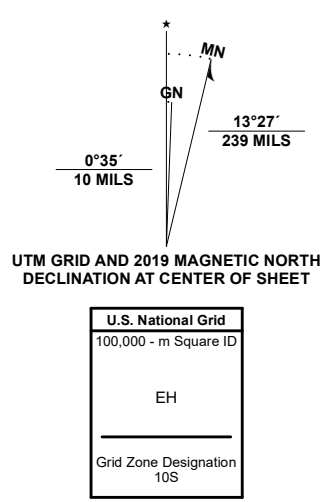 ★
MN
GN
13°27´
239 MILS
0°35´
10 MILS
UTM GRID AND 2019 MAGNETIC NORTH
DECLINATION AT CENTER OF SHEET
U.S. National Grid
100,000 - m Square ID
EH
Grid Zone Designation
10S